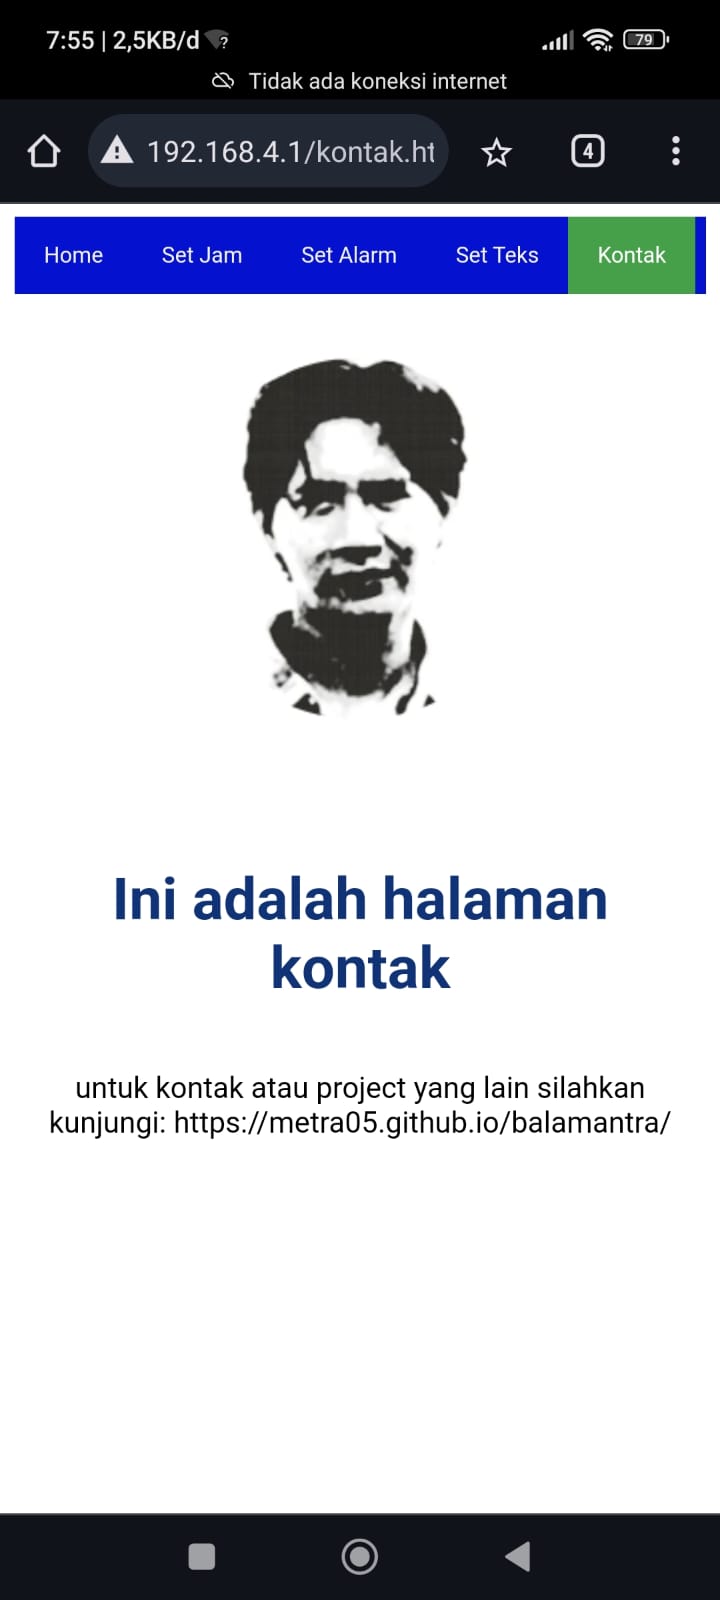 7:55 | 2,5KB/d ? 79
Tidak ada koneksi internet
192.168.4.1/kontak.ht 4
Home Set Jam Set Alarm Set Teks Kontak
Ini adalah halaman
kontak
untuk kontak atau project yang lain silahkan
kunjungi: https://metra05.github.io/balamantra/